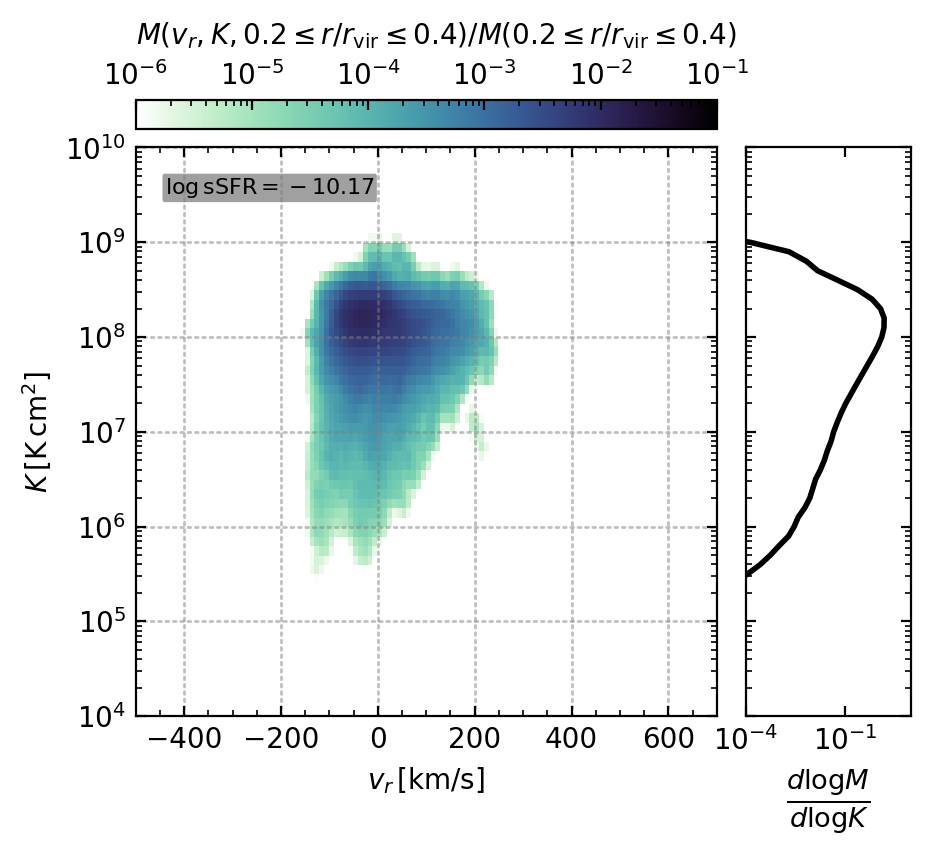 M(v_r, K, 0.2 ≤ r/r_vir ≤ 0.4)/M(0.2 ≤ r/r_vir ≤ 0.4)
10^−6 10^−5 10^−4 10^−3 10^−2 10^−1
10^10
log sSFR = −10.17
10^9
10^8
10^7
10^6
10^5
10^4
K [K cm^2]
−400 −200 0 200 400 600 10^−4 10^−1
v_r [km/s]
dlogM
dlogK